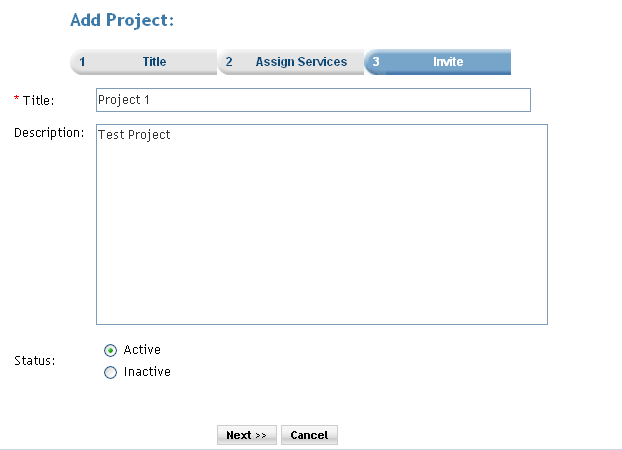 Add Project:
1 Title 2 Assign Services 3 Invite
* Title: Project 1
Description: Test Project
Status:
Active
Inactive
Next >> Cancel